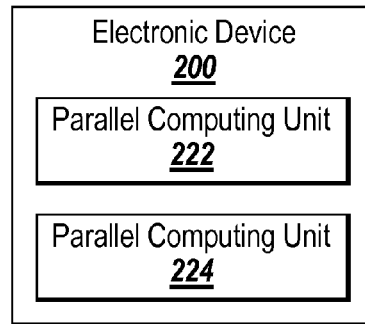 Electronic Device
200
Parallel Computing Unit
222
Parallel Computing Unit
224